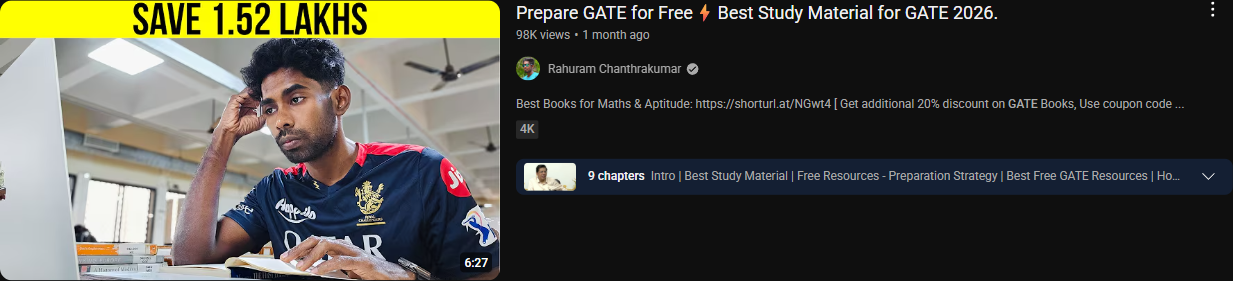 SAVE 1.52 LAKHS
QATAR
6:27
Prepare GATE for Free⚡Best Study Material for GATE 2026.
98K views • 1 month ago
Rahuram Chanthrakumar
Best Books for Maths & Aptitude: https://shorturl.at/NGwt4 [ Get additional 20% discount on GATE Books, Use coupon code ...
4K
9 chapters Intro | Best Study Material | Free Resources - Preparation Strategy | Best Free GATE Resources | Ho...